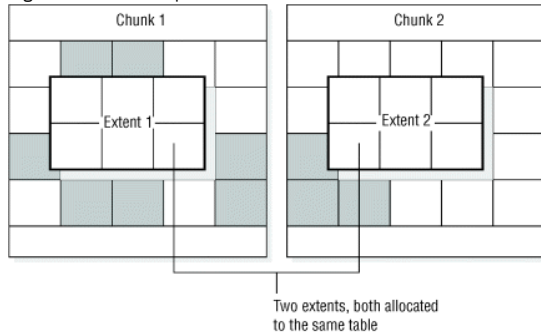 Chunk 1
Chunk 2
Extent 1
Extent 2
Two extents, both allocated
to the same table